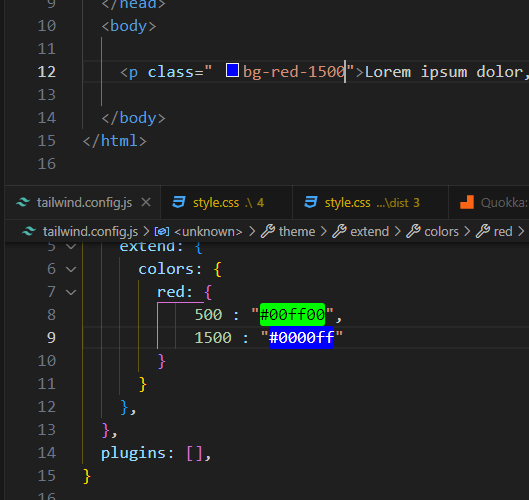 9 </head>
10 <body>
11
12 <p class=" bg-red-1500">Lorem ipsum dolor,
13
14 </body>
15 </html>
16
tailwind.config.js × style.css .\ 4 style.css ...\dist 3 Quokka:
tailwind.config.js > <unknown> > theme > extend > colors > red >
5 extend: {
6 colors: {
7 red: {
8 500 : "#00ff00",
9 1500 : "#0000ff"
10 }
11 }
12 },
13 },
14 plugins: [],
15 }